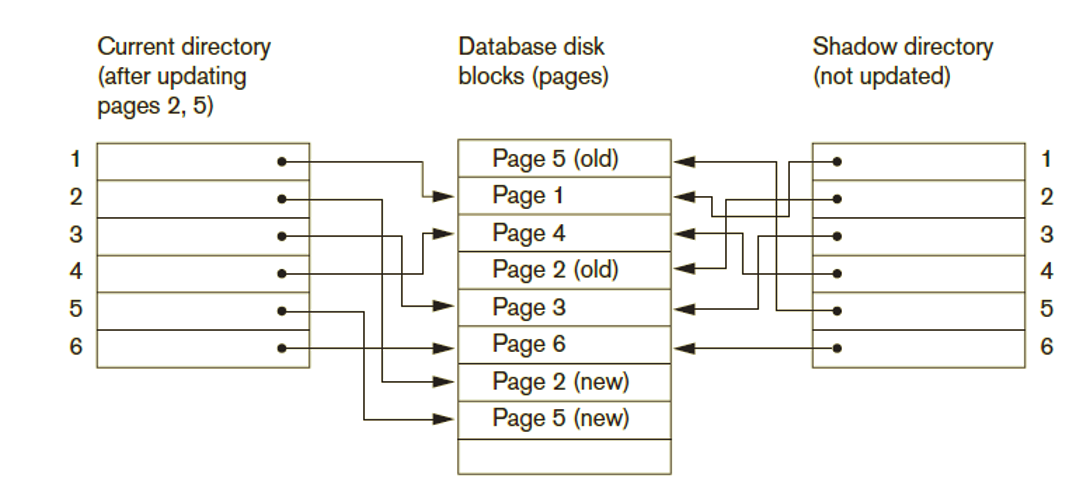 Current directory
(after updating
pages 2, 5)
Database disk
blocks (pages)
Shadow directory
(not updated)
1
2
3
4
5
6
Page 5 (old)
Page 1
Page 4
Page 2 (old)
Page 3
Page 6
Page 2 (new)
Page 5 (new)
1
2
3
4
5
6